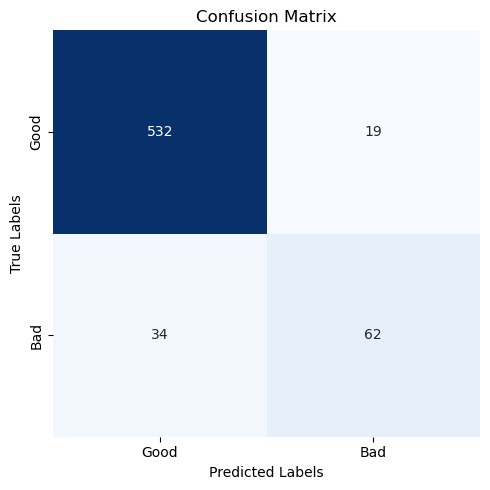 Confusion Matrix
True Labels
Good
532
19
Bad
34
62
Good
Bad
Predicted Labels